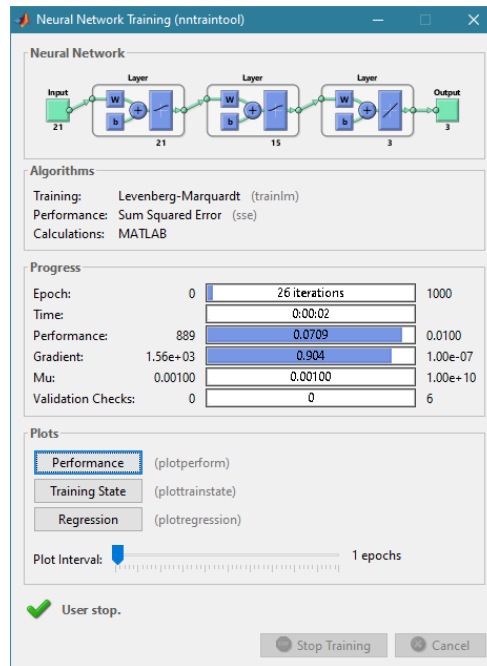 Neural Network Training (nntraintool)
Neural Network
Layer Layer Layer
Input W b + W b + W b + Output
21 21 15 3 3
Algorithms
Training: Levenberg-Marquardt (trainlm)
Performance: Sum Squared Error (sse)
Calculations: MATLAB
Progress
Epoch: 0 26 iterations 1000
Time: 0:00:02
Performance: 889 0.0709 0.0100
Gradient: 1.56e+03 0.904 1.00e-07
Mu: 0.00100 0.00100 1.00e+10
Validation Checks: 0 0 6
Plots
Performance (plotperform)
Training State (plottrainstate)
Regression (plotregression)
Plot Interval: 1 epochs
User stop.
Stop Training Cancel